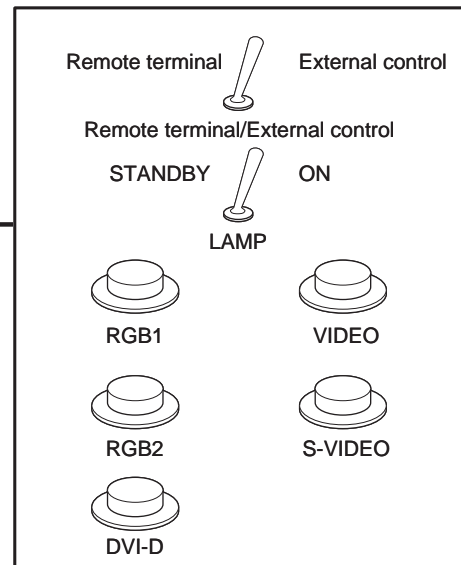 Remote terminal External control
Remote terminal/External control
STANDBY ON
LAMP
RGB1 VIDEO
RGB2 S-VIDEO
DVI-D